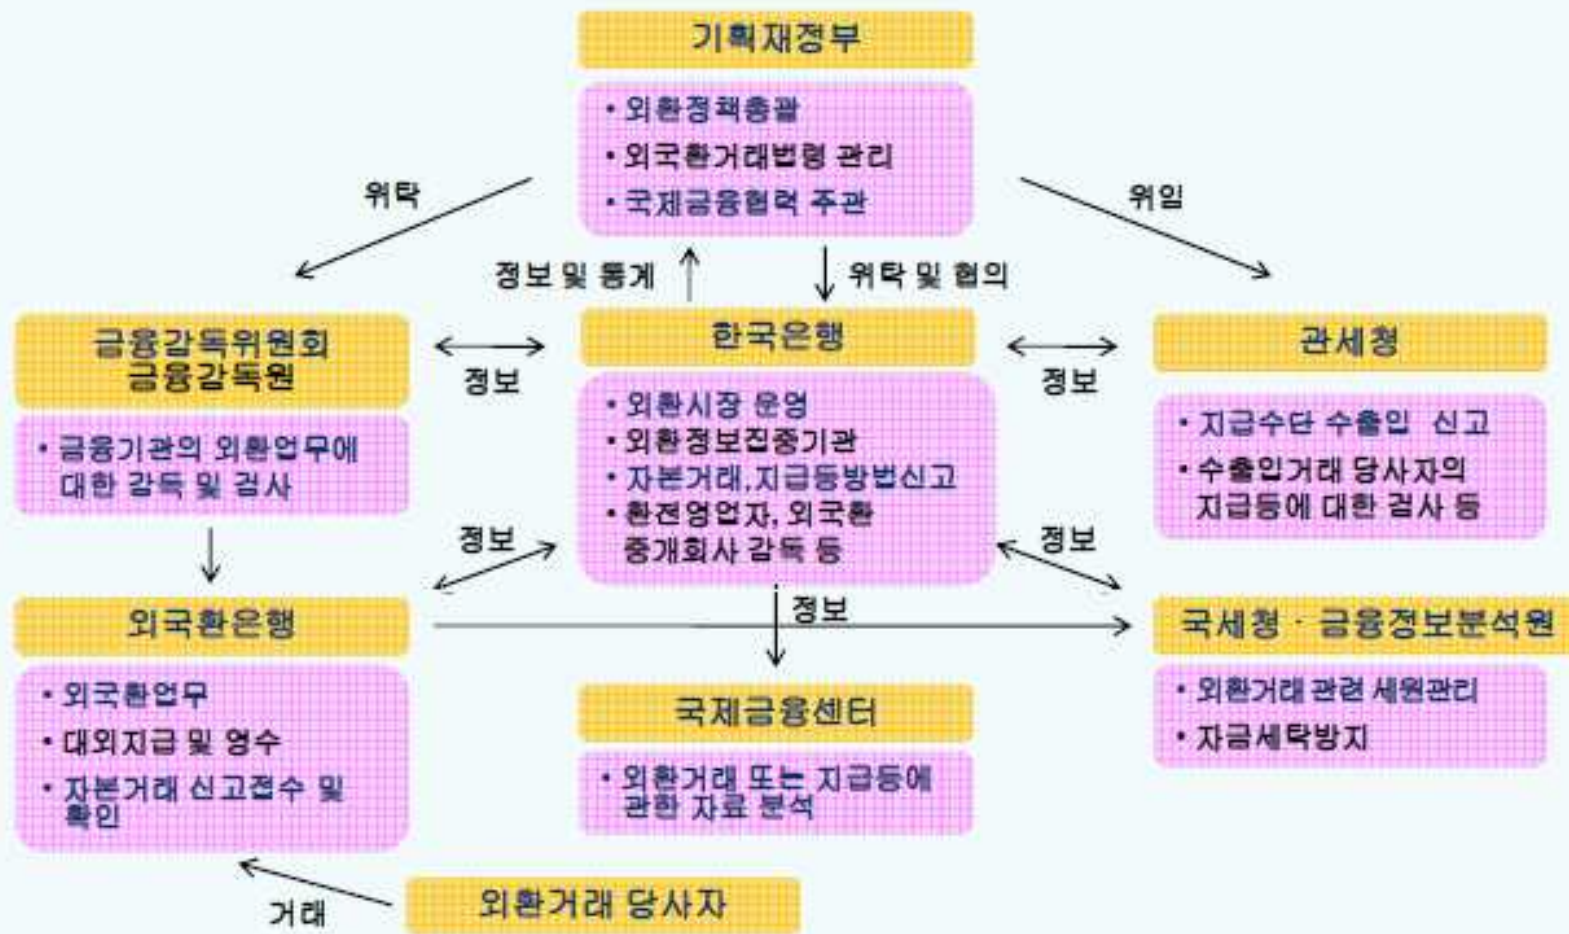 기획재정부
• 외환정책총괄
• 외국환거래법령 관리
• 국제금융협력 주관
위탁
위임
정보 및 통계
위탁 및 협의
금융감독위원회
금융감독원
• 금융기관의 외환업무에
대한 감독 및 검사
정보
한국은행
• 외환시장 운영
• 외환정보집중기관
• 자본거래,지급등방법신고
• 환전영업자, 외국환
중개회사 감독 등
정보
관세청
• 지급수단 수출입 신고
• 수출입거래 당사자의
지급등에 대한 검사 등
정보
정보
정보
외국환은행
• 외국환업무
• 대외지급 및 영수
• 자본거래 신고접수 및
확인
국제금융센터
• 외환거래 또는 지급등에
관한 자료 분석
국세청 · 금융정보분석원
• 외환거래 관련 세원관리
• 자금세탁방지
거래
외환거래 당사자